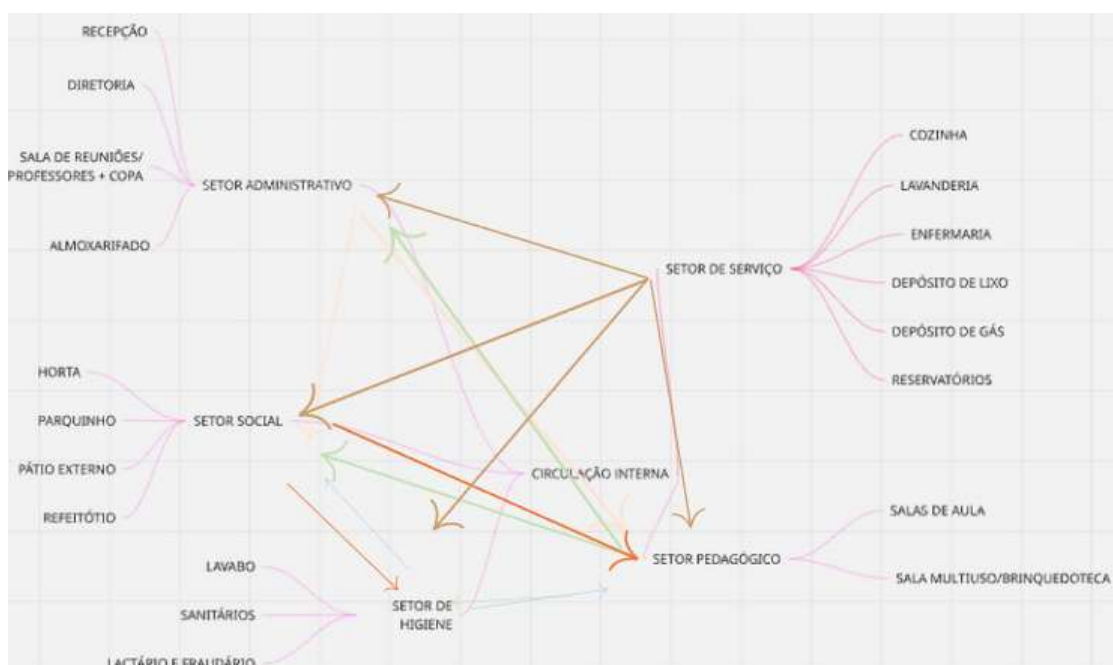 RECEPÇÃO
DIRETORIA
SALA DE REUNIÕES/
PROFESSORES + COPA
ALMOXARIFADO
SETOR ADMINISTRATIVO
COZINHA
LAVANDERIA
ENFERMARIA
SETOR DE SERVIÇO
DEPÓSITO DE LIXO
DEPÓSITO DE GÁS
RESERVATÓRIOS
HORTA
PARQUINHO
SETOR SOCIAL
PÁTIO EXTERNO
REFEITÓTIO
CIRCULAÇÃO INTERNA
SALAS DE AULA
SETOR PEDAGÓGICO
SALA MULTIUSO/BRINQUEDOTECA
LAVABO
SANITÁRIOS
SETOR DE
HIGIENE
LACTÁRIO E FRAUDÁRIO